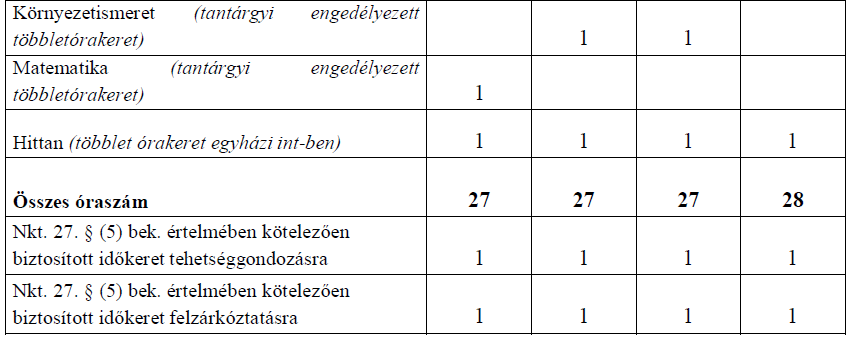 Környezetismeret (tantárgyi engedélyezett
többletórakeret) 1 1
Matematika (tantárgyi engedélyezett
többletórakeret) 1
Hittan (többlet órakeret egyházi int-ben) 1 1 1 1
Összes óraszám 27 27 27 28
Nkt. 27. § (5) bek. értelmében kötelezően
biztosított időkeret tehetséggondozásra 1 1 1 1
Nkt. 27. § (5) bek. értelmében kötelezően
biztosított időkeret felzárkóztatásra 1 1 1 1